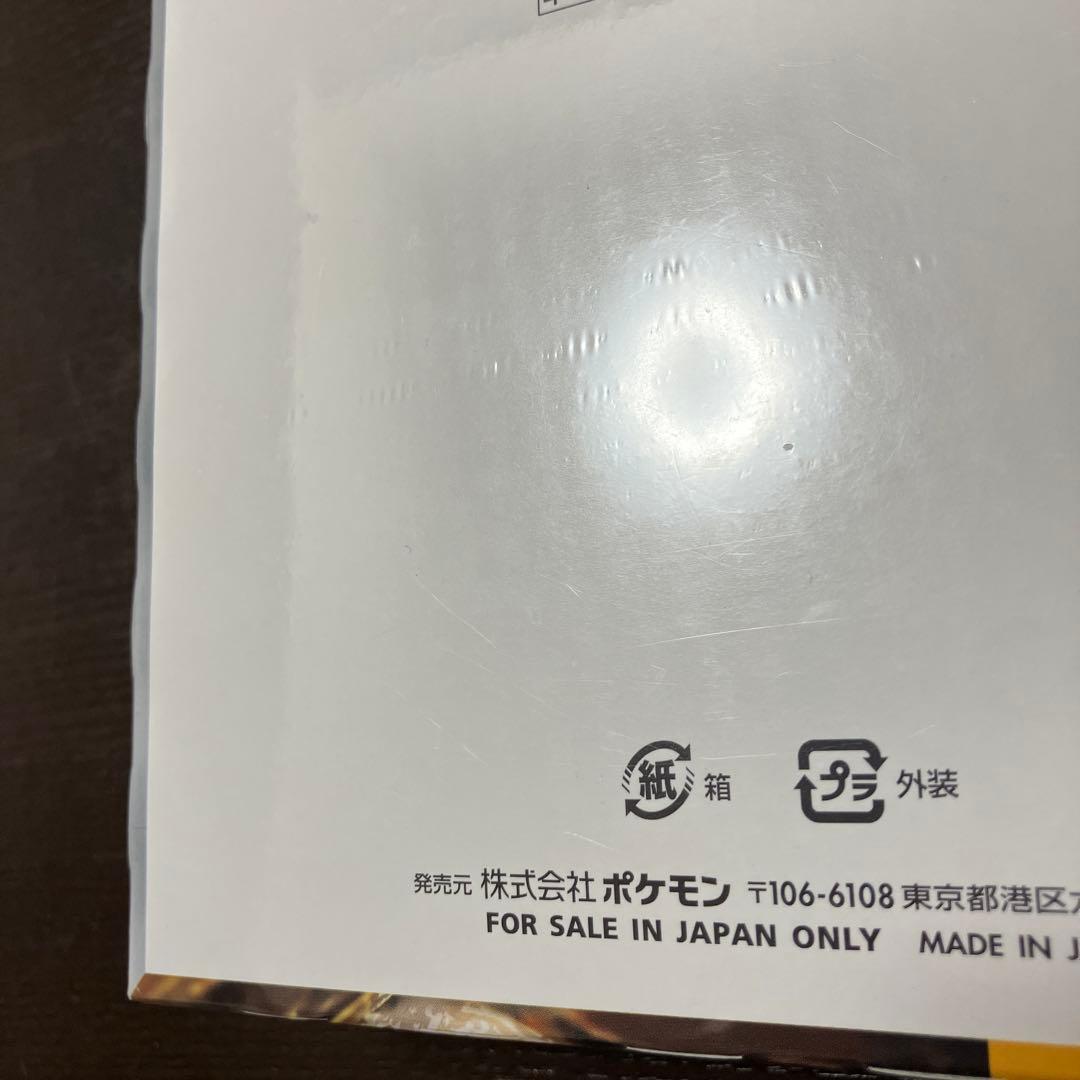 紙 箱 プラ 外装
発売元 株式会社 ポケモン 〒106-6108 東京都港区
FOR SALE IN JAPAN ONLY MADE IN